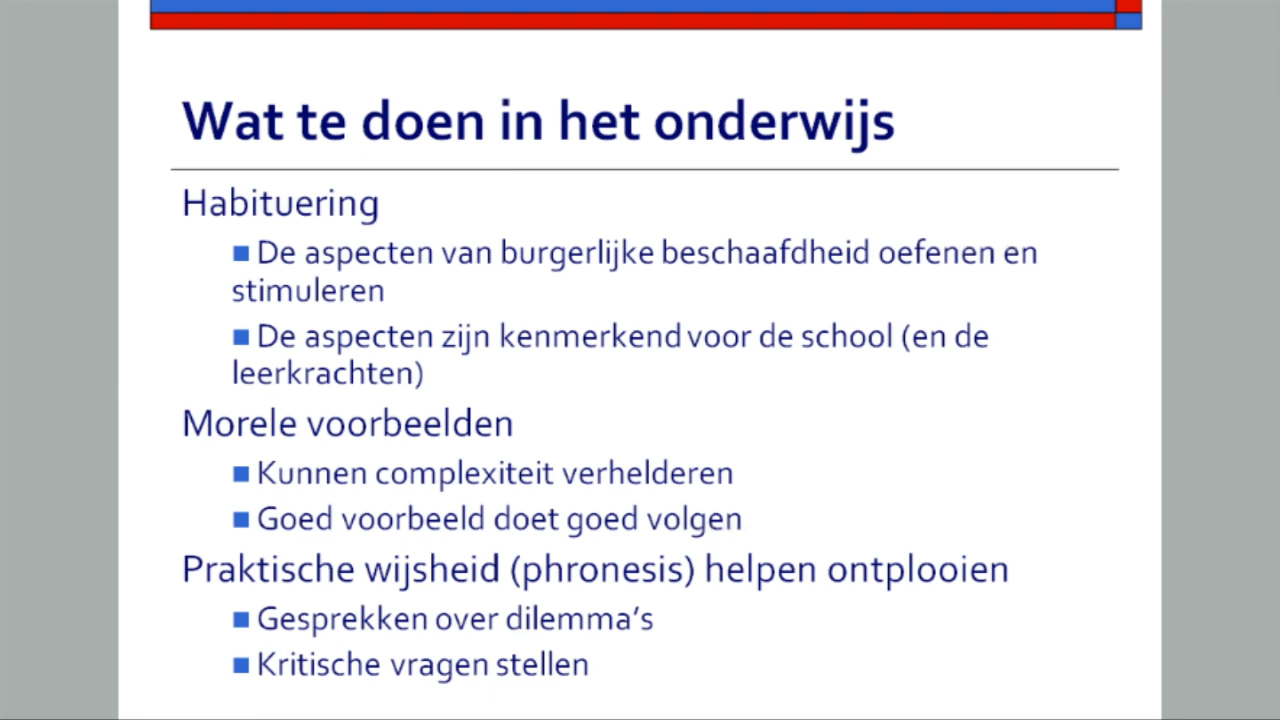 Wat te doen in het onderwijs
Habituering
De aspecten van burgerlijke beschaafdheid oefenen en
stimuleren
De aspecten zijn kenmerkend voor de school (en de
leerkrachten)
Morele voorbeelden
Kunnen complexiteit verhelderen
Goed voorbeeld doet goed volgen
Praktische wijsheid (phronesis) helpen ontplooien
Gesprekken over dilemma’s
Kritische vragen stellen